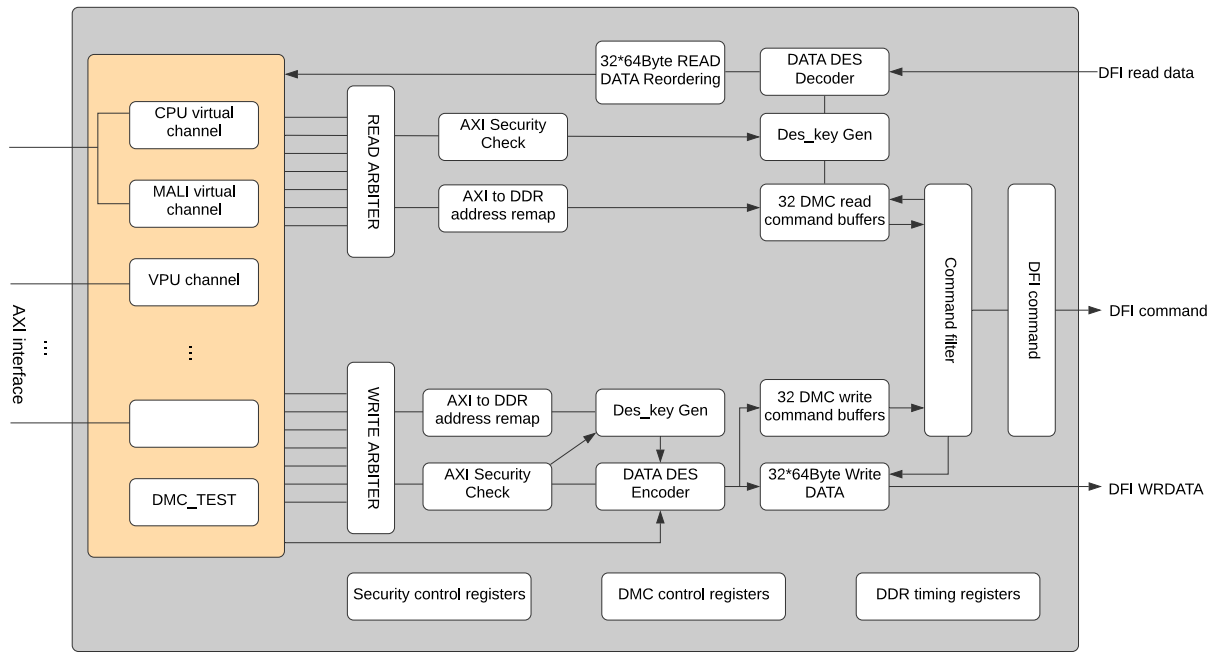 32*64Byte READ
DATA Reordering
DATA DES
Decoder
DFI read data
CPU virtual
channel
READ ARBITER
AXI Security
Check
Des_key Gen
MALI virtual
channel
AXI to DDR
address remap
32 DMC read
command buffers
VPU channel
AXI interface
...
...
Command filter
DFI command
DFI command
WRITE ARBITER
AXI to DDR
address remap
Des_key Gen
32 DMC write
command buffers
AXI Security
Check
DATA DES
Encoder
32*64Byte Write
DATA
DFI WRDATA
DMC_TEST
Security control registers
DMC control registers
DDR timing registers